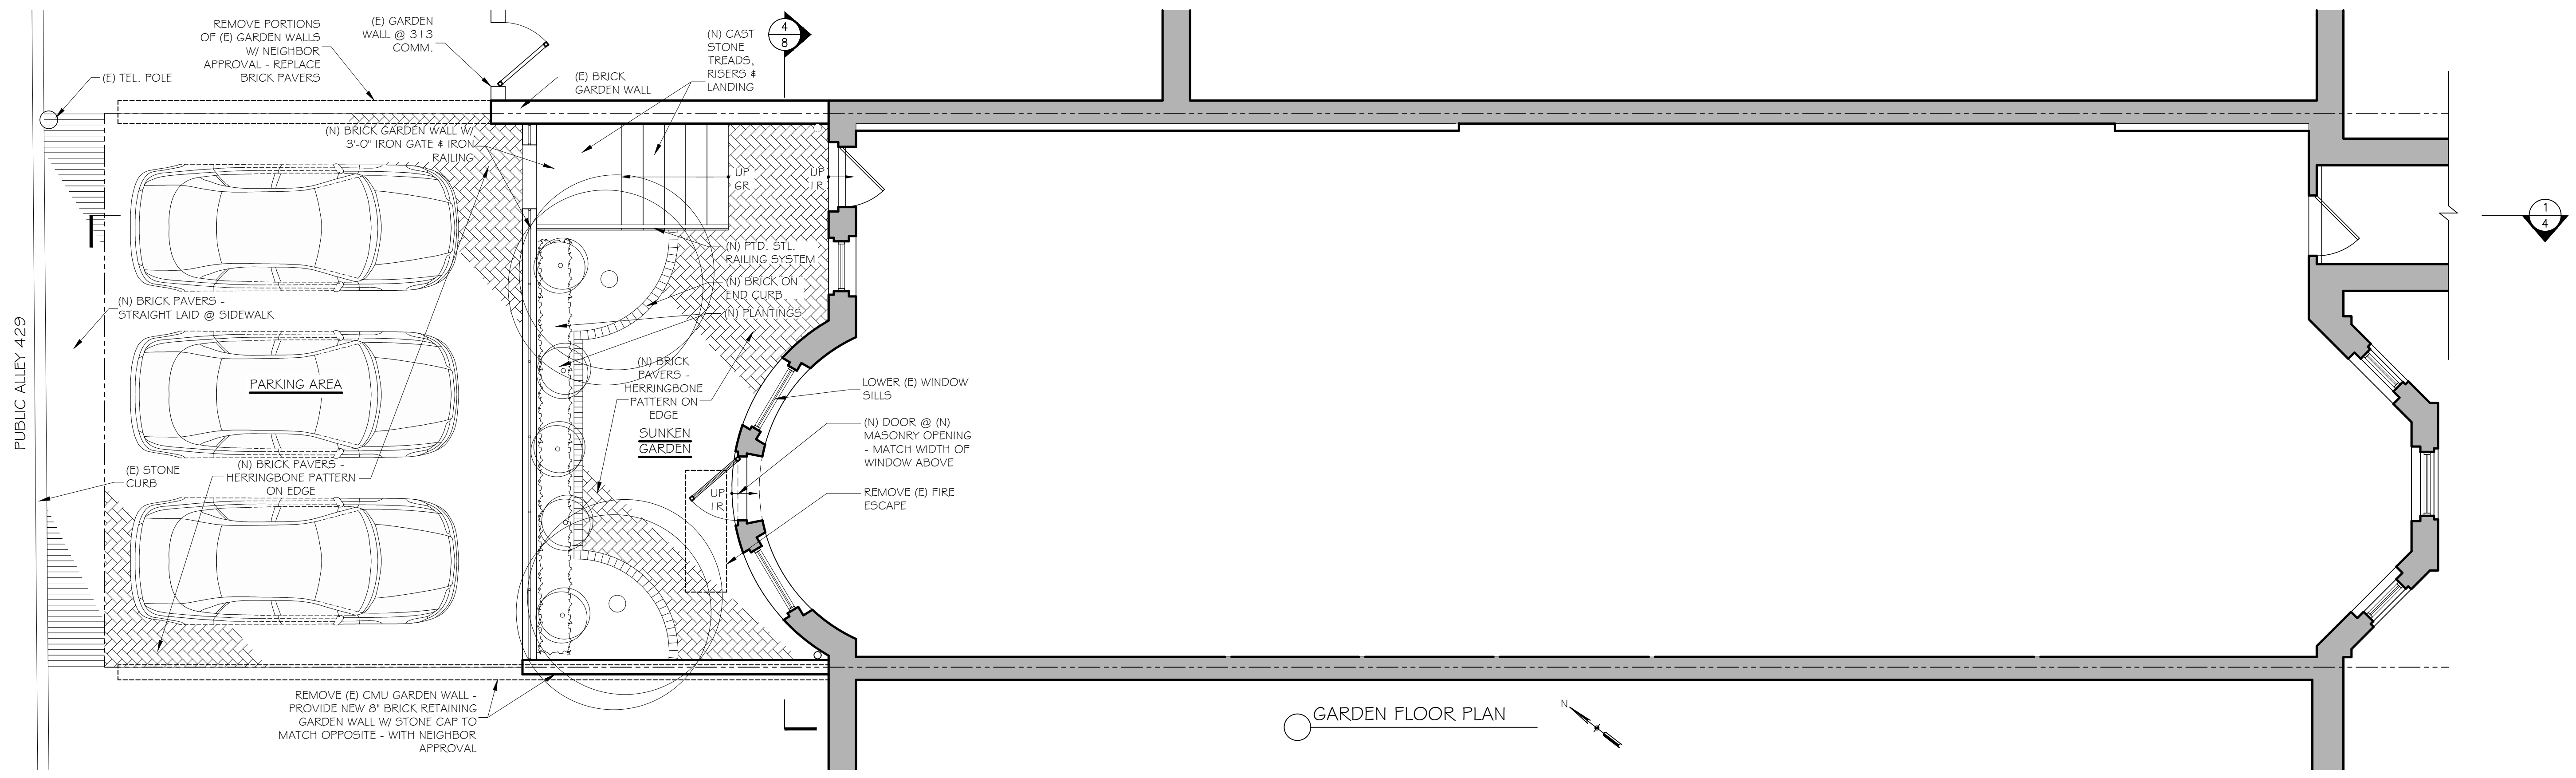 REMOVE PORTIONS
OF (E) GARDEN WALLS
W/ NEIGHBOR
APPROVAL - REPLACE
BRICK PAVERS
(E) GARDEN
WALL @ 313
COMM.
4
8
(N) CAST
STONE
TREADS,
RISERS &
LANDING
(E) TEL. POLE
(E) BRICK
GARDEN WALL
(N) BRICK GARDEN WALL W/
3'-0" IRON GATE & IRON
RAILING
UP
6R
UP
1R
1
4
(N) PTD. STL.
RAILING SYSTEM
(N) BRICK ON
END CURB
(N) PLANTINGS
(N) BRICK PAVERS -
STRAIGHT LAID @ SIDEWALK
PUBLIC ALLEY 429
PARKING AREA
(N) BRICK
PAVERS -
HERRINGBONE
PATTERN ON
EDGE
SUNKEN
GARDEN
LOWER (E) WINDOW
SILLS
(N) DOOR @ (N)
MASONRY OPENING
- MATCH WIDTH OF
WINDOW ABOVE
(E) STONE
CURB
(N) BRICK PAVERS -
HERRINGBONE PATTERN
ON EDGE
UP
1R
REMOVE (E) FIRE
ESCAPE
REMOVE (E) CMU GARDEN WALL -
PROVIDE NEW 8" BRICK RETAINING
GARDEN WALL W/ STONE CAP TO
MATCH OPPOSITE - WITH NEIGHBOR
APPROVAL
GARDEN FLOOR PLAN
N